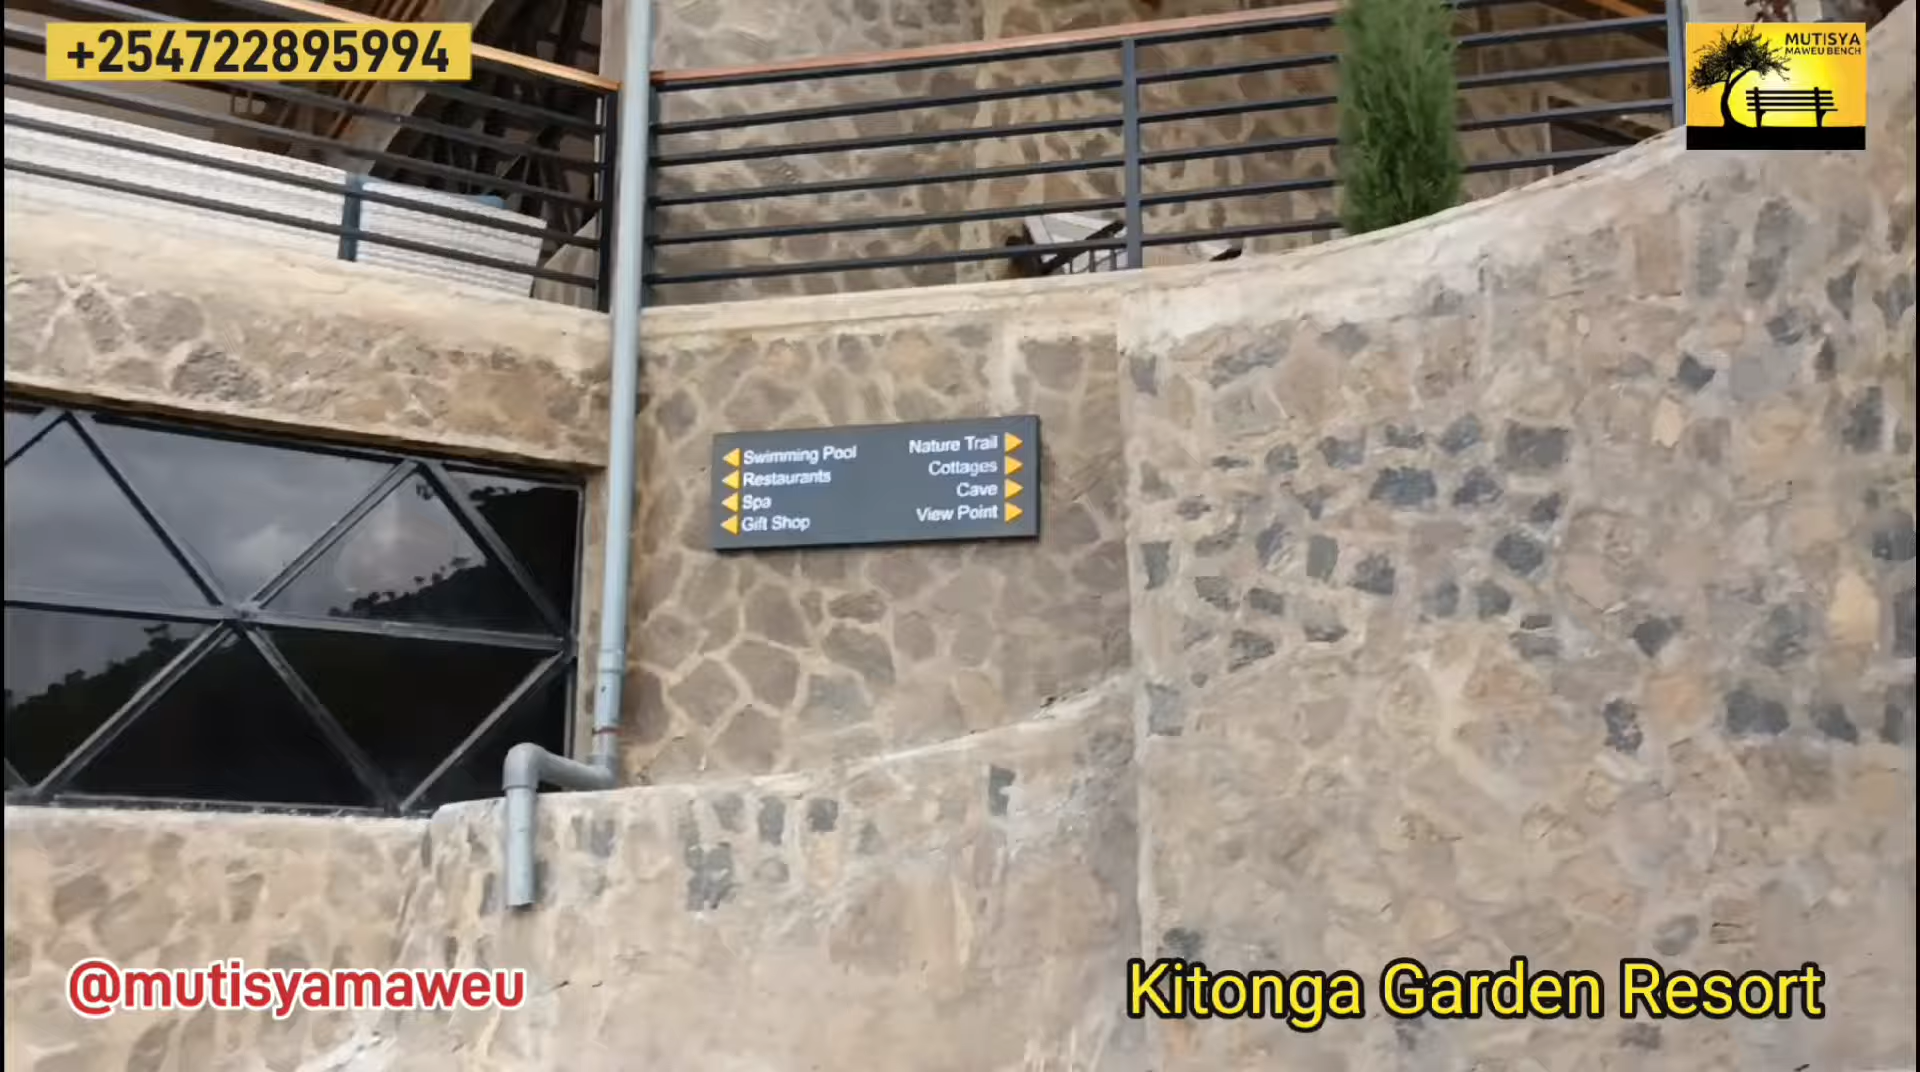 +254722895994
MUTISYA
MAWEU BENCH
Swimming Pool
Restaurants
Spa
Gift Shop
Nature Trail
Cottages
Cave
View Point
@mutisyamaweu
Kitonga Garden Resort